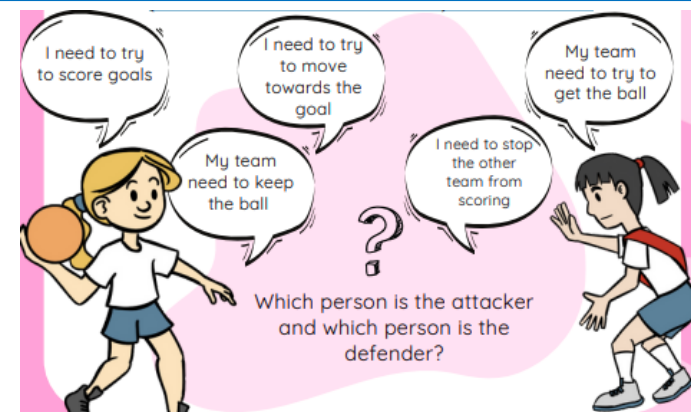 I need to try
to score goals
I need to try
to move
towards the
goal
My team
need to try to
get the ball
My team
need to keep
the ball
I need to stop
the other
team from
scoring
?
Which person is the attacker
and which person is the
defender?